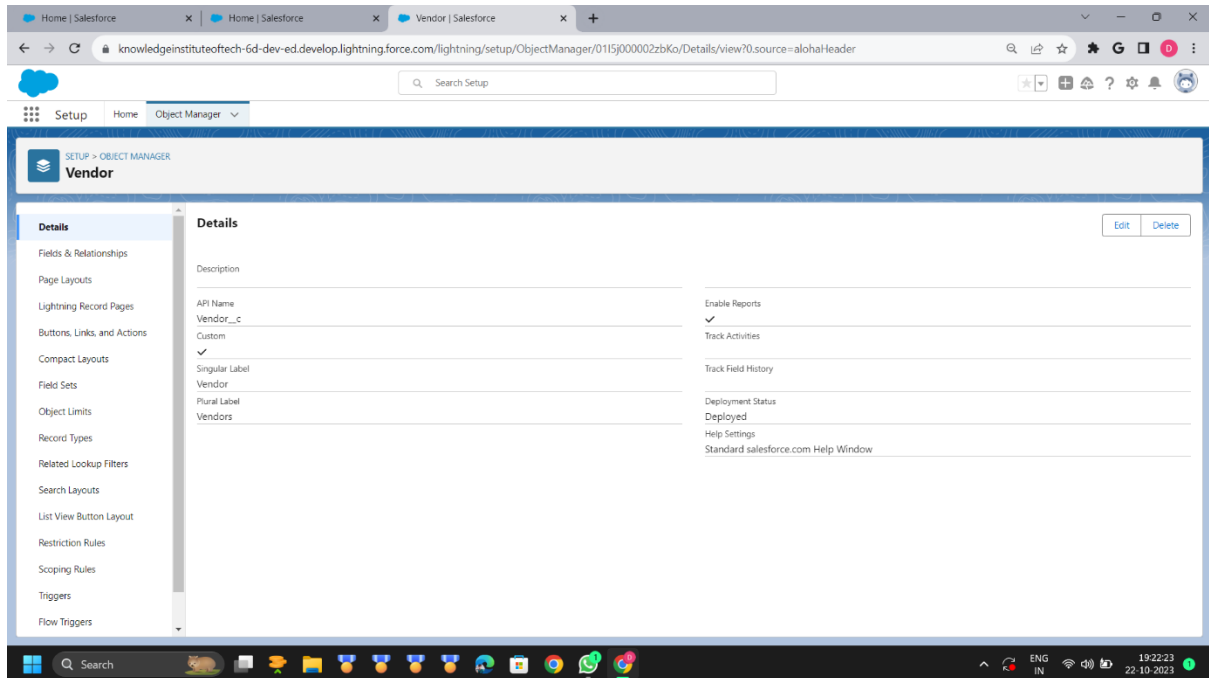 Home | Salesforce
Home | Salesforce
Vendor | Salesforce
knowledgeinstituteoftech-6d-dev-ed.develop.lightning.force.com/lightning/setup/ObjectManager/01I5j000002zbKo/Details/view?0.source=alohaHeader
G
D
Search Setup
Setup
Home
Object Manager
SETUP > OBJECT MANAGER
Vendor
Details
Fields & Relationships
Page Layouts
Lightning Record Pages
Buttons, Links, and Actions
Compact Layouts
Field Sets
Object Limits
Record Types
Related Lookup Filters
Search Layouts
List View Button Layout
Restriction Rules
Scoping Rules
Triggers
Flow Triggers
Details
Edit
Delete
Description
API Name
Vendor__c
Custom
Singular Label
Vendor
Plural Label
Vendors
Enable Reports
Track Activities
Track Field History
Deployment Status
Deployed
Help Settings
Standard salesforce.com Help Window
Search
ENG
IN
19:22:23
22-10-2023
1